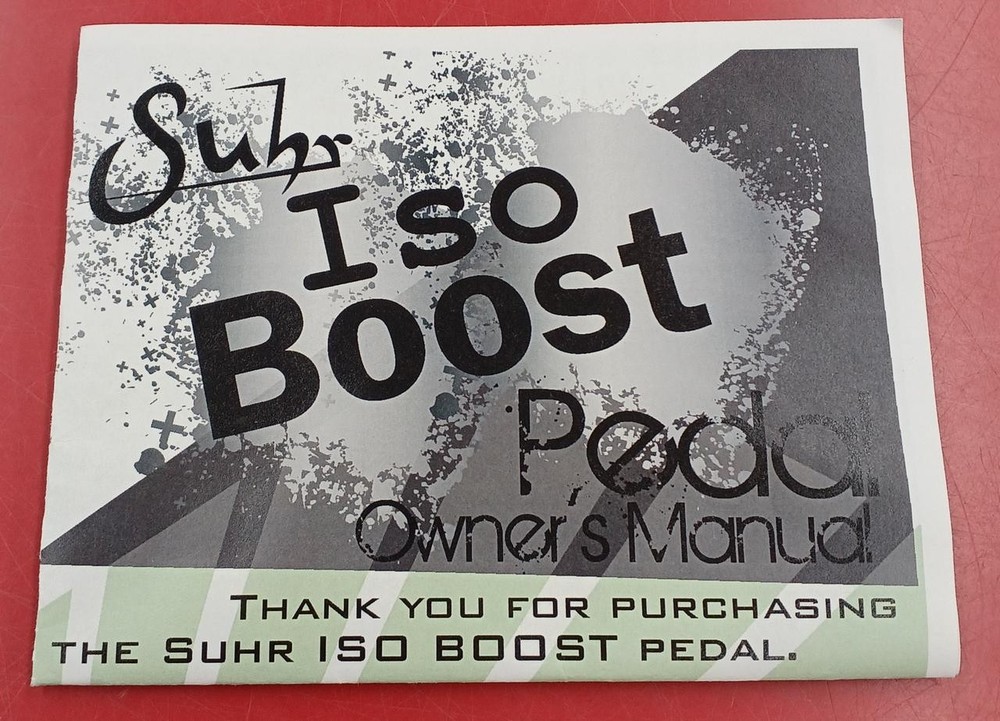 Suhr
Iso
Boost
Pedal
Owner's Manual
THANK YOU FOR PURCHASING
THE SUHR ISO BOOST PEDAL.